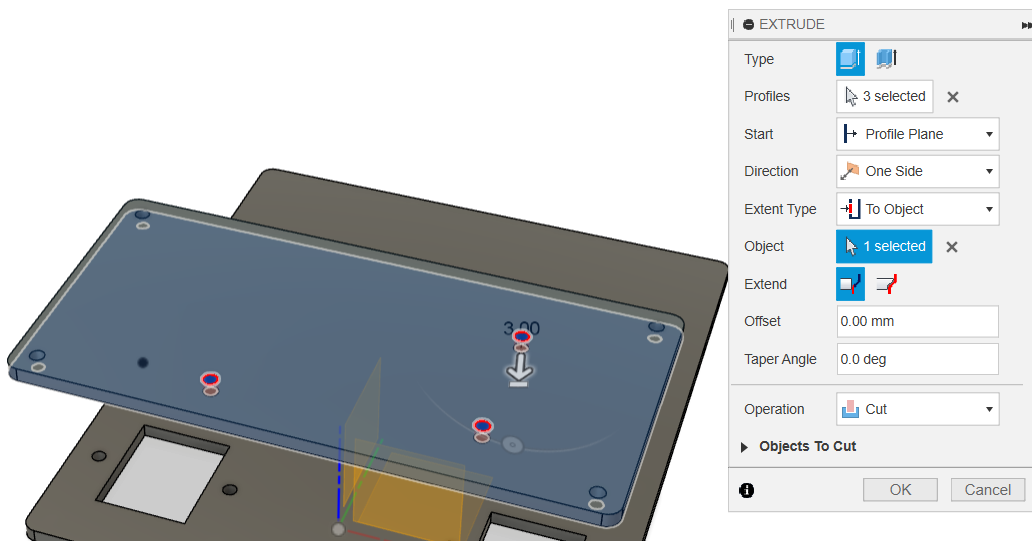 EXTRUDE
Type
Profiles 3 selected
Start Profile Plane
Direction One Side
Extent Type To Object
Object 1 selected
Extend
Offset 0.00 mm
Taper Angle 0.0 deg
Operation Cut
Objects To Cut
OK Cancel
3.00